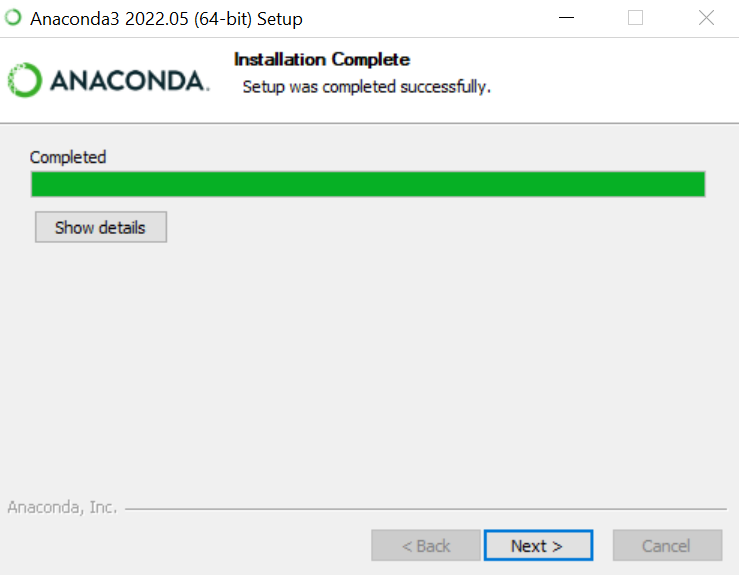 Anaconda3 2022.05 (64-bit) Setup
ANACONDA.
Installation Complete
Setup was completed successfully.
Completed
Show details
Anaconda, Inc.
< Back
Next >
Cancel